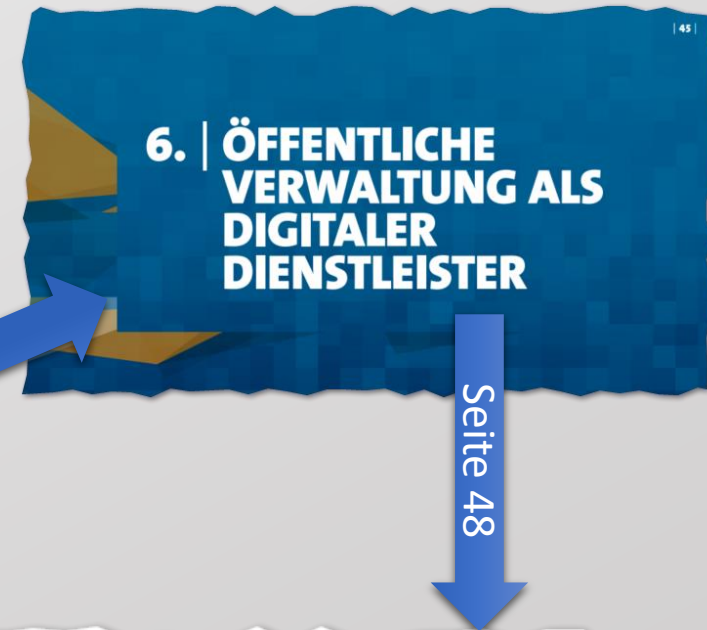 | 45 |
6. | ÖFFENTLICHE
VERWALTUNG ALS
DIGITALER
DIENSTLEISTER
Seite 48